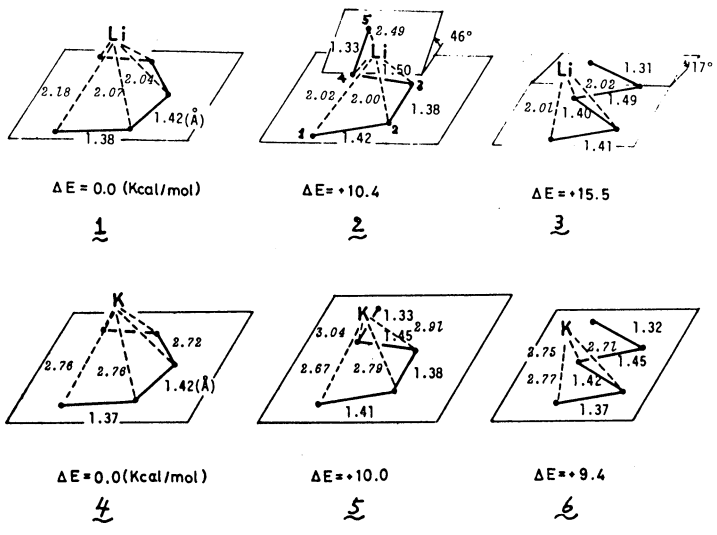 Li 2.18 2.07 2.04 1.42(Å) 1.38
ΔE = 0.0 (Kcal/mol)
1
5 2.49 46° 1.33 Li 1.50 4 3 2.02 2.00 1.38 1 2 1.42
ΔE= +10.4
2
1.31 17° Li 2.02 1.49 2.01 1.40 1.41
ΔE= +15.5
3
K 2.72 2.76 2.76 1.42(Å) 1.37
ΔE=0.0(Kcal/mol)
4
K 1.33 3.04 1.45 2.91 2.67 2.79 1.38 1.41
ΔE=+10.0
5
K 1.32 2.75 2.71 1.45 2.77 1.42 1.37
ΔE=+9.4
6